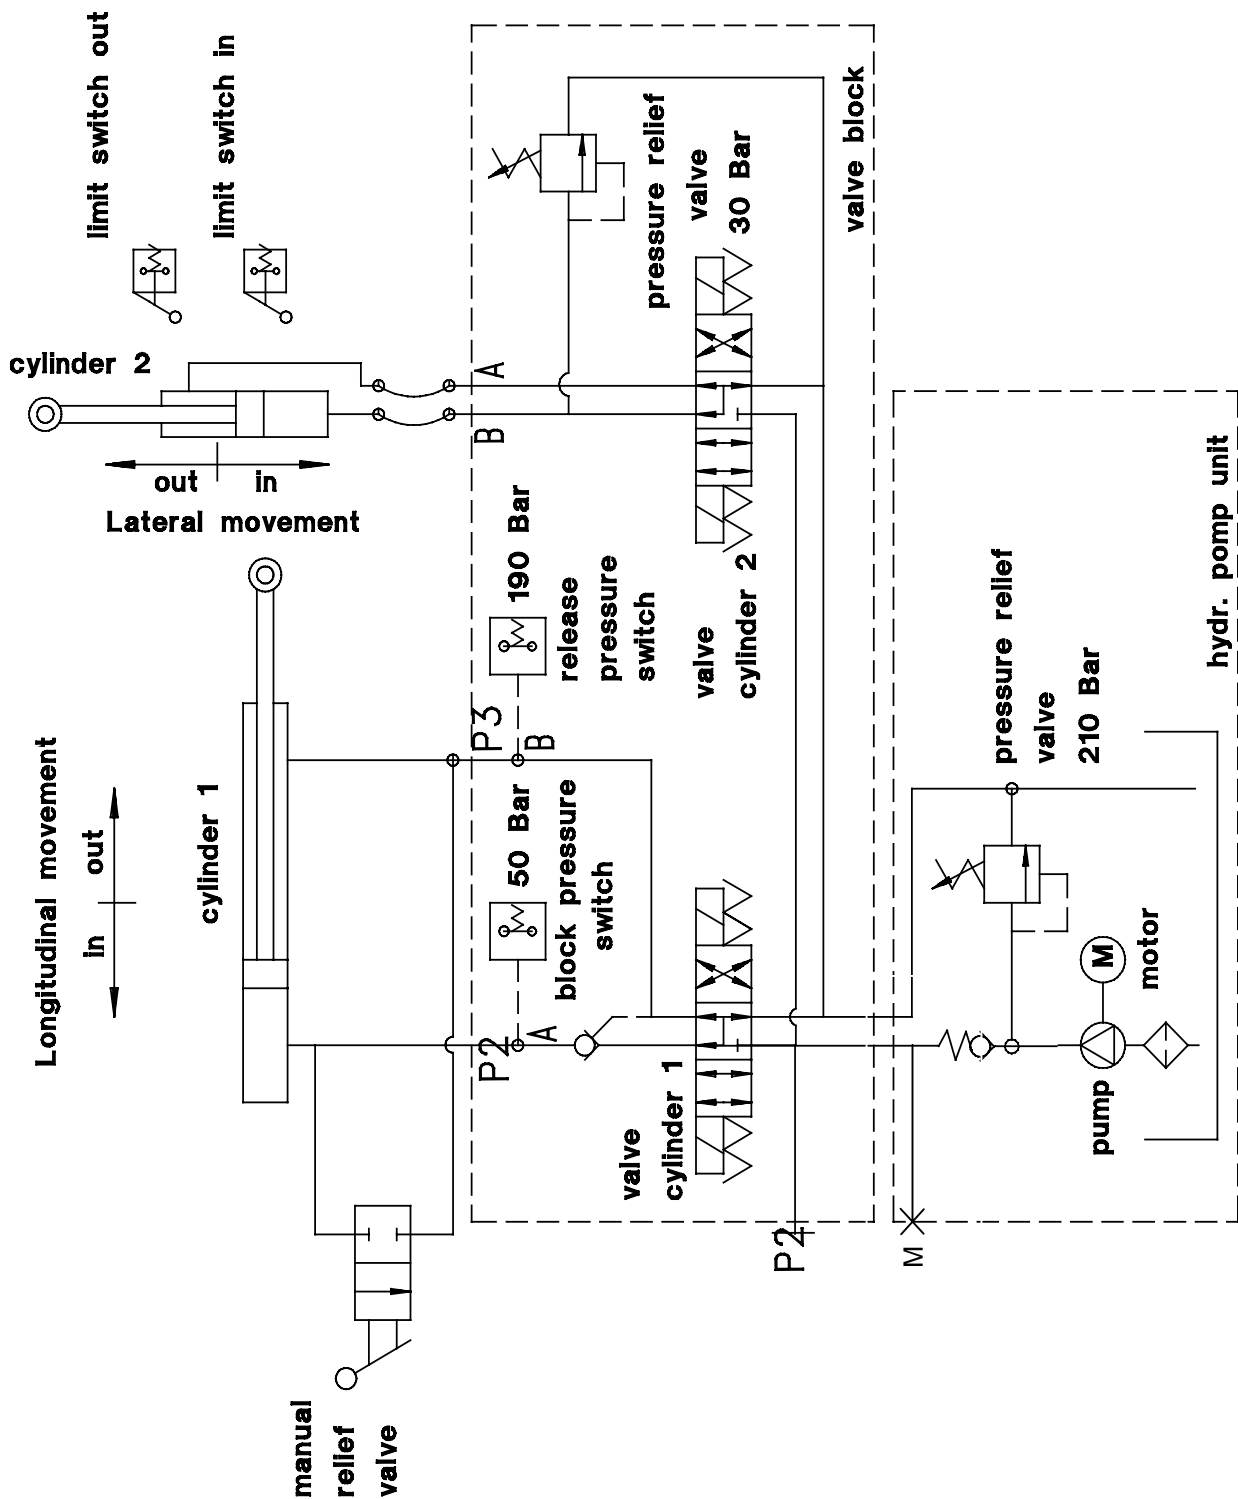 limit switch out
limit switch in
cylinder 2
out
in
Lateral movement
A
B
pressure relief
valve
30 Bar
valve block
190 Bar
release
pressure
switch
valve
cylinder 2
P3
B
Longitudinal movement
in
out
cylinder 1
50 Bar
block pressure
switch
P2
A
valve
cylinder 1
P2
manual
relief
valve
hydr. pomp unit
pressure relief
valve
210 Bar
M
motor
pump
M